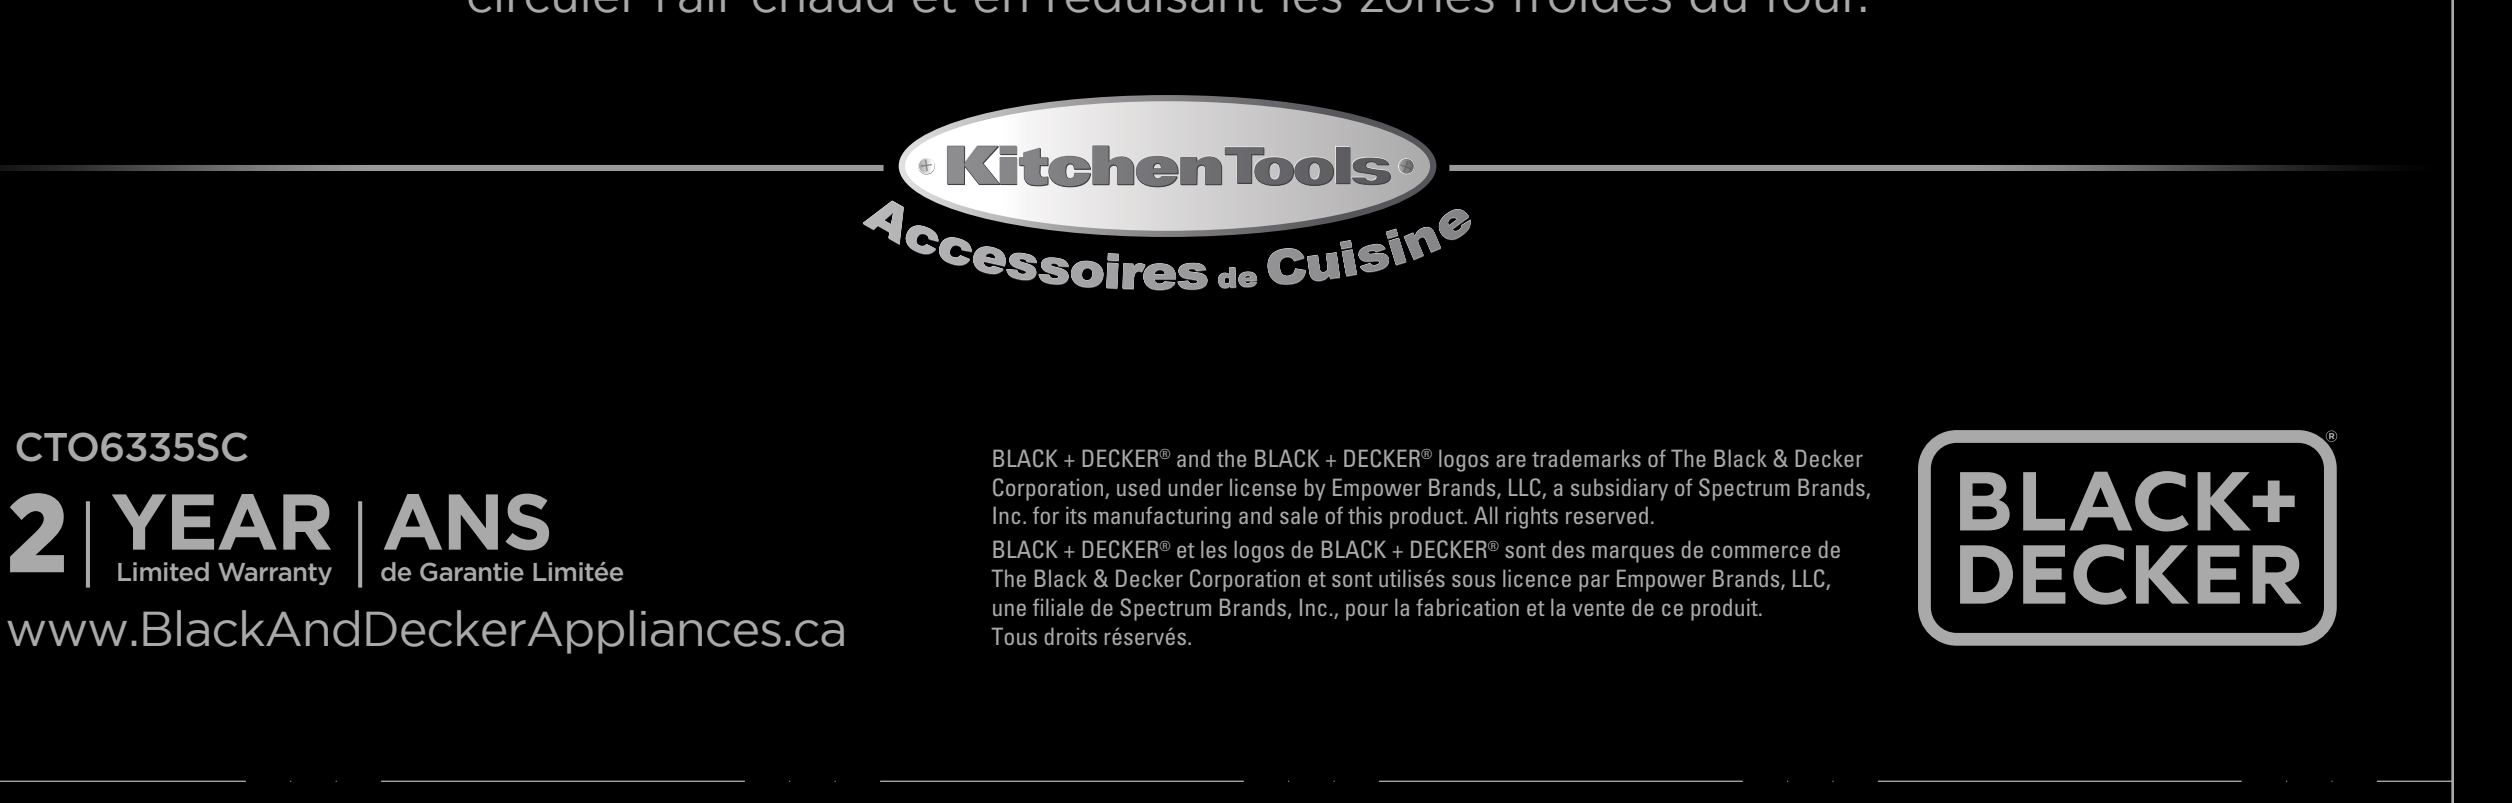 circuler l'air chaud et en réduisant les zones froides du four.
KitchenTools
Accessoires de Cuisine
CTO6335SC
2 YEAR ANS
Limited Warranty de Garantie Limitée
www.BlackAndDeckerAppliances.ca
BLACK + DECKER® and the BLACK + DECKER® logos are trademarks of The Black & Decker
Corporation, used under license by Empower Brands, LLC, a subsidiary of Spectrum Brands,
Inc. for its manufacturing and sale of this product. All rights reserved.
BLACK + DECKER® et les logos de BLACK + DECKER® sont des marques de commerce de
The Black & Decker Corporation et sont utilisés sous licence par Empower Brands, LLC,
une filiale de Spectrum Brands, Inc., pour la fabrication et la vente de ce produit.
Tous droits réservés.
BLACK+
DECKER®